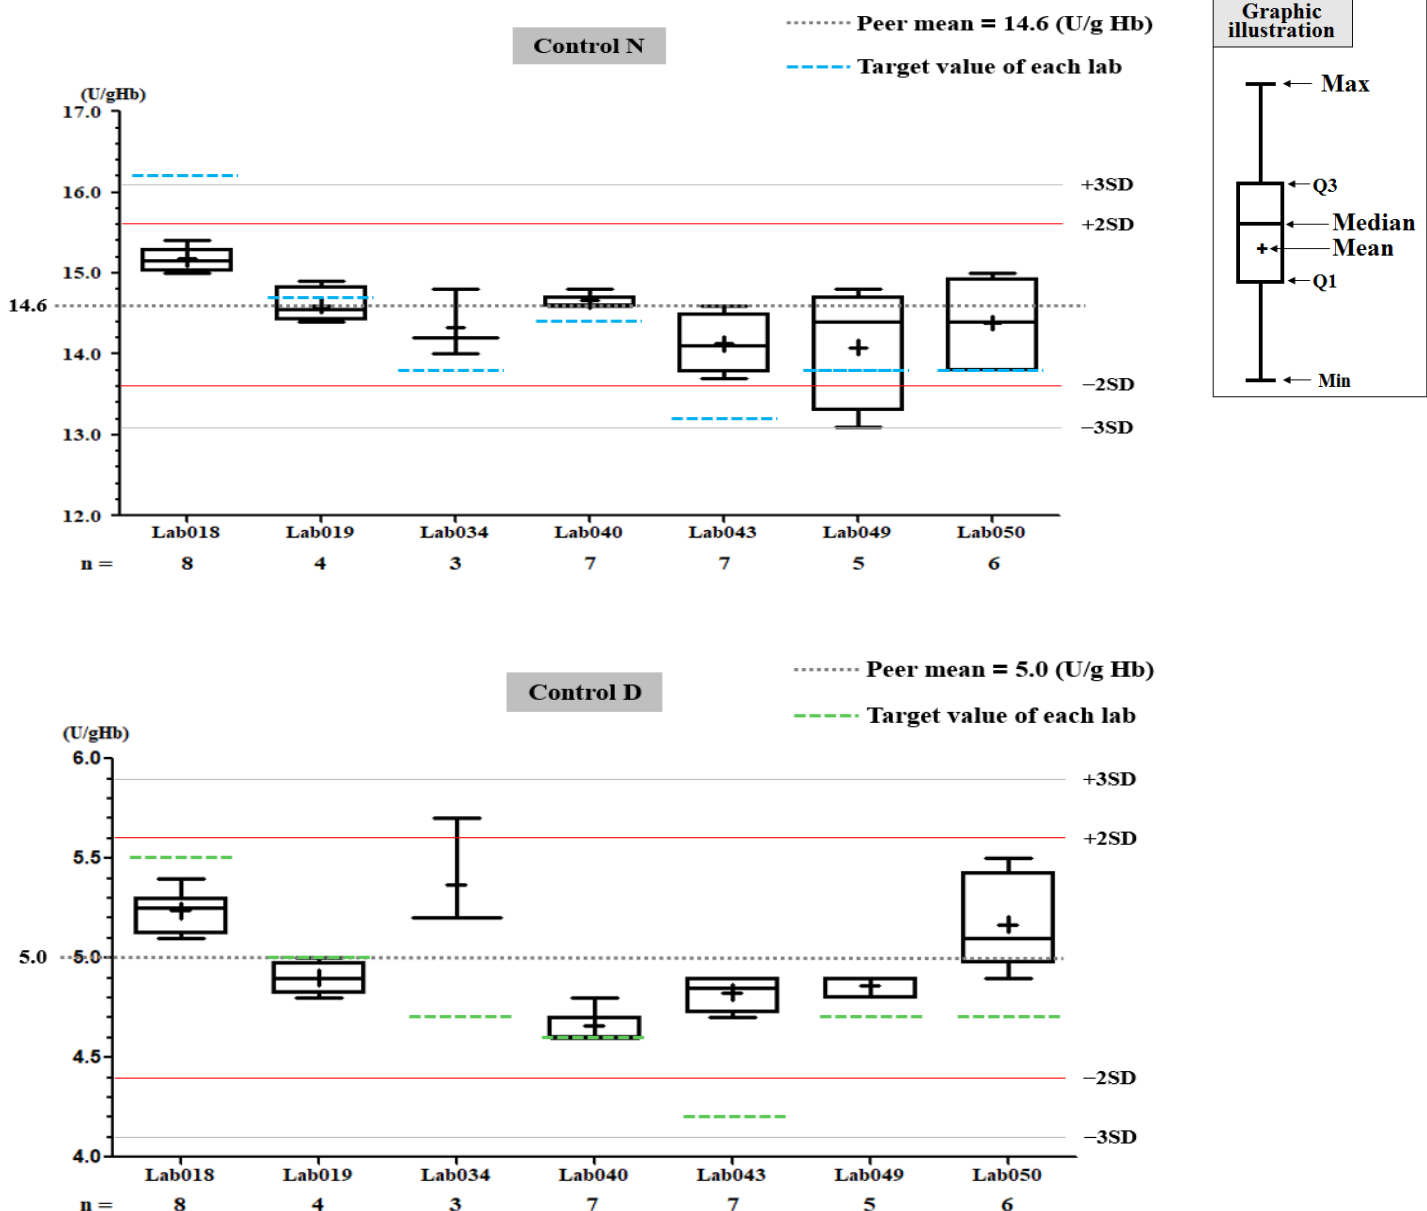 Control N
Peer mean = 14.6 (U/g Hb)
Target value of each lab
(U/gHb)
17.0
16.0
15.0
14.6
14.0
13.0
12.0
+3SD
+2SD
−2SD
−3SD
Lab018 Lab019 Lab034 Lab040 Lab043 Lab049 Lab050
n = 8 4 3 7 7 5 6
Graphic
illustration
Max
Q3
Median
Mean
Q1
Min
Control D
Peer mean = 5.0 (U/g Hb)
Target value of each lab
(U/gHb)
6.0
5.5
5.0 5.0
4.5
4.0
+3SD
+2SD
−2SD
−3SD
Lab018 Lab019 Lab034 Lab040 Lab043 Lab049 Lab050
n = 8 4 3 7 7 5 6